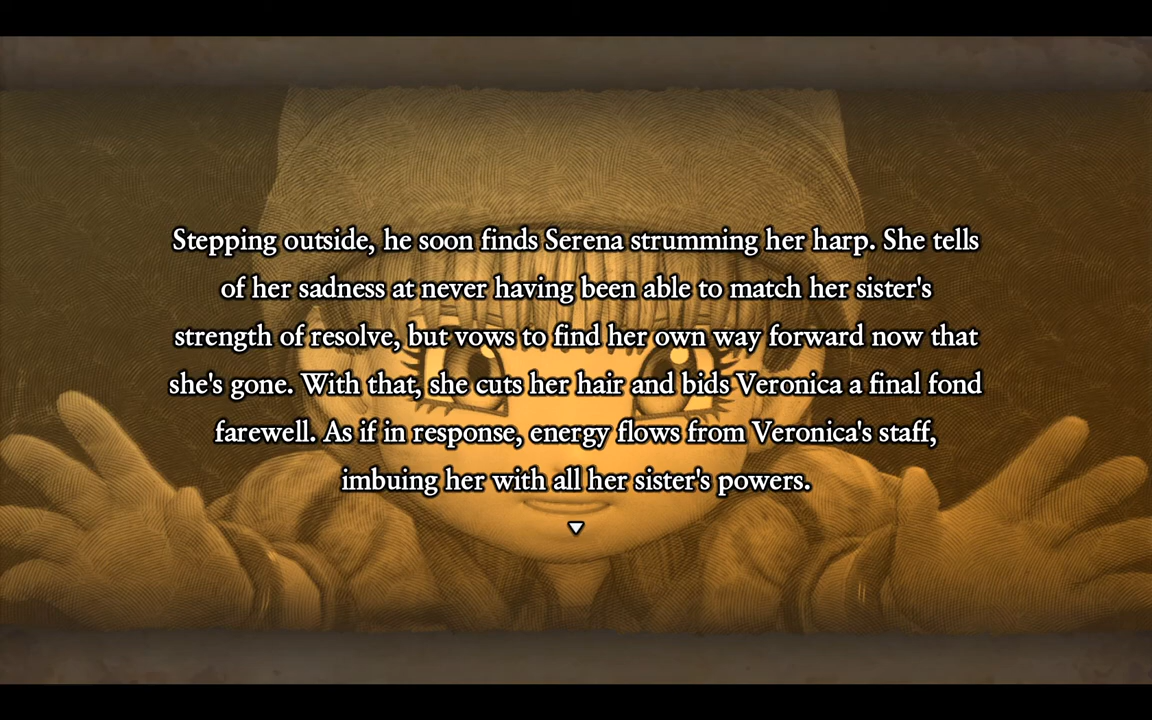 Stepping outside, he soon finds Serena strumming her harp. She tells
of her sadness at never having been able to match her sister's
strength of resolve, but vows to find her own way forward now that
she's gone. With that, she cuts her hair and bids Veronica a final fond
farewell. As if in response, energy flows from Veronica's staff,
imbuing her with all her sister's powers.